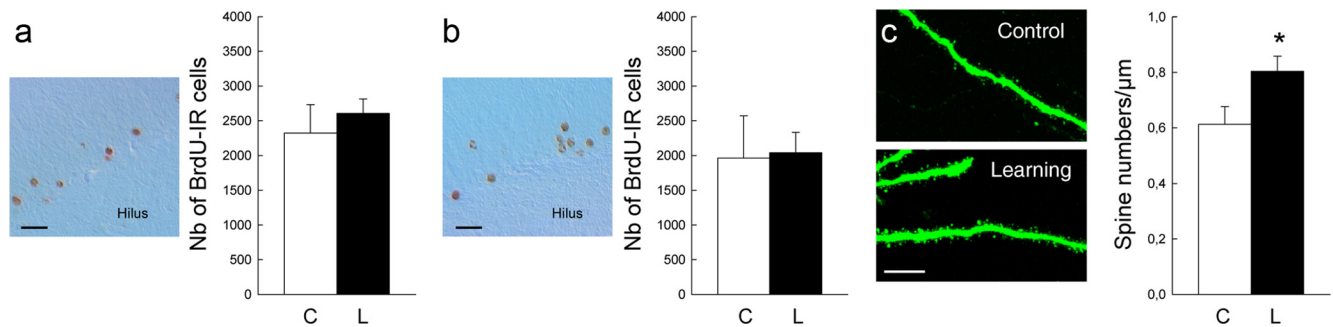 a
Hilus
Nb of BrdU-IR cells
4000
3500
3000
2500
2000
1500
1000
500
0
C L
b
Hilus
Nb of BrdU-IR cells
4000
3500
3000
2500
2000
1500
1000
500
0
C L
c
Control
Learning
Spine numbers/µm
1,0
0,8
0,6
0,4
0,2
0,0
*
C L